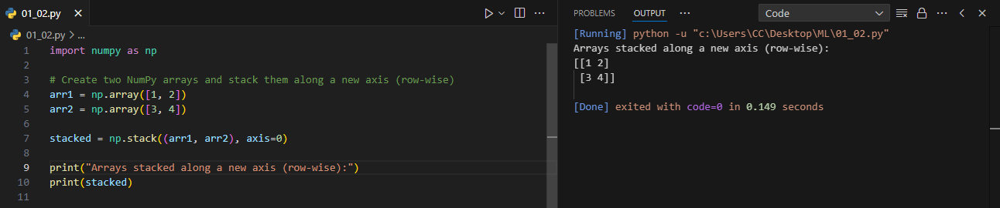 01_02.py
01_02.py > ...
1 import numpy as np
2
3 # Create two NumPy arrays and stack them along a new axis (row-wise)
4 arr1 = np.array([1, 2])
5 arr2 = np.array([3, 4])
6
7 stacked = np.stack((arr1, arr2), axis=0)
8
9 print("Arrays stacked along a new axis (row-wise):")
10 print(stacked)
11
PROBLEMS OUTPUT ... Code
[Running] python -u "c:\Users\CC\Desktop\ML\01_02.py"
Arrays stacked along a new axis (row-wise):
[[1 2]
 [3 4]]
[Done] exited with code=0 in 0.149 seconds